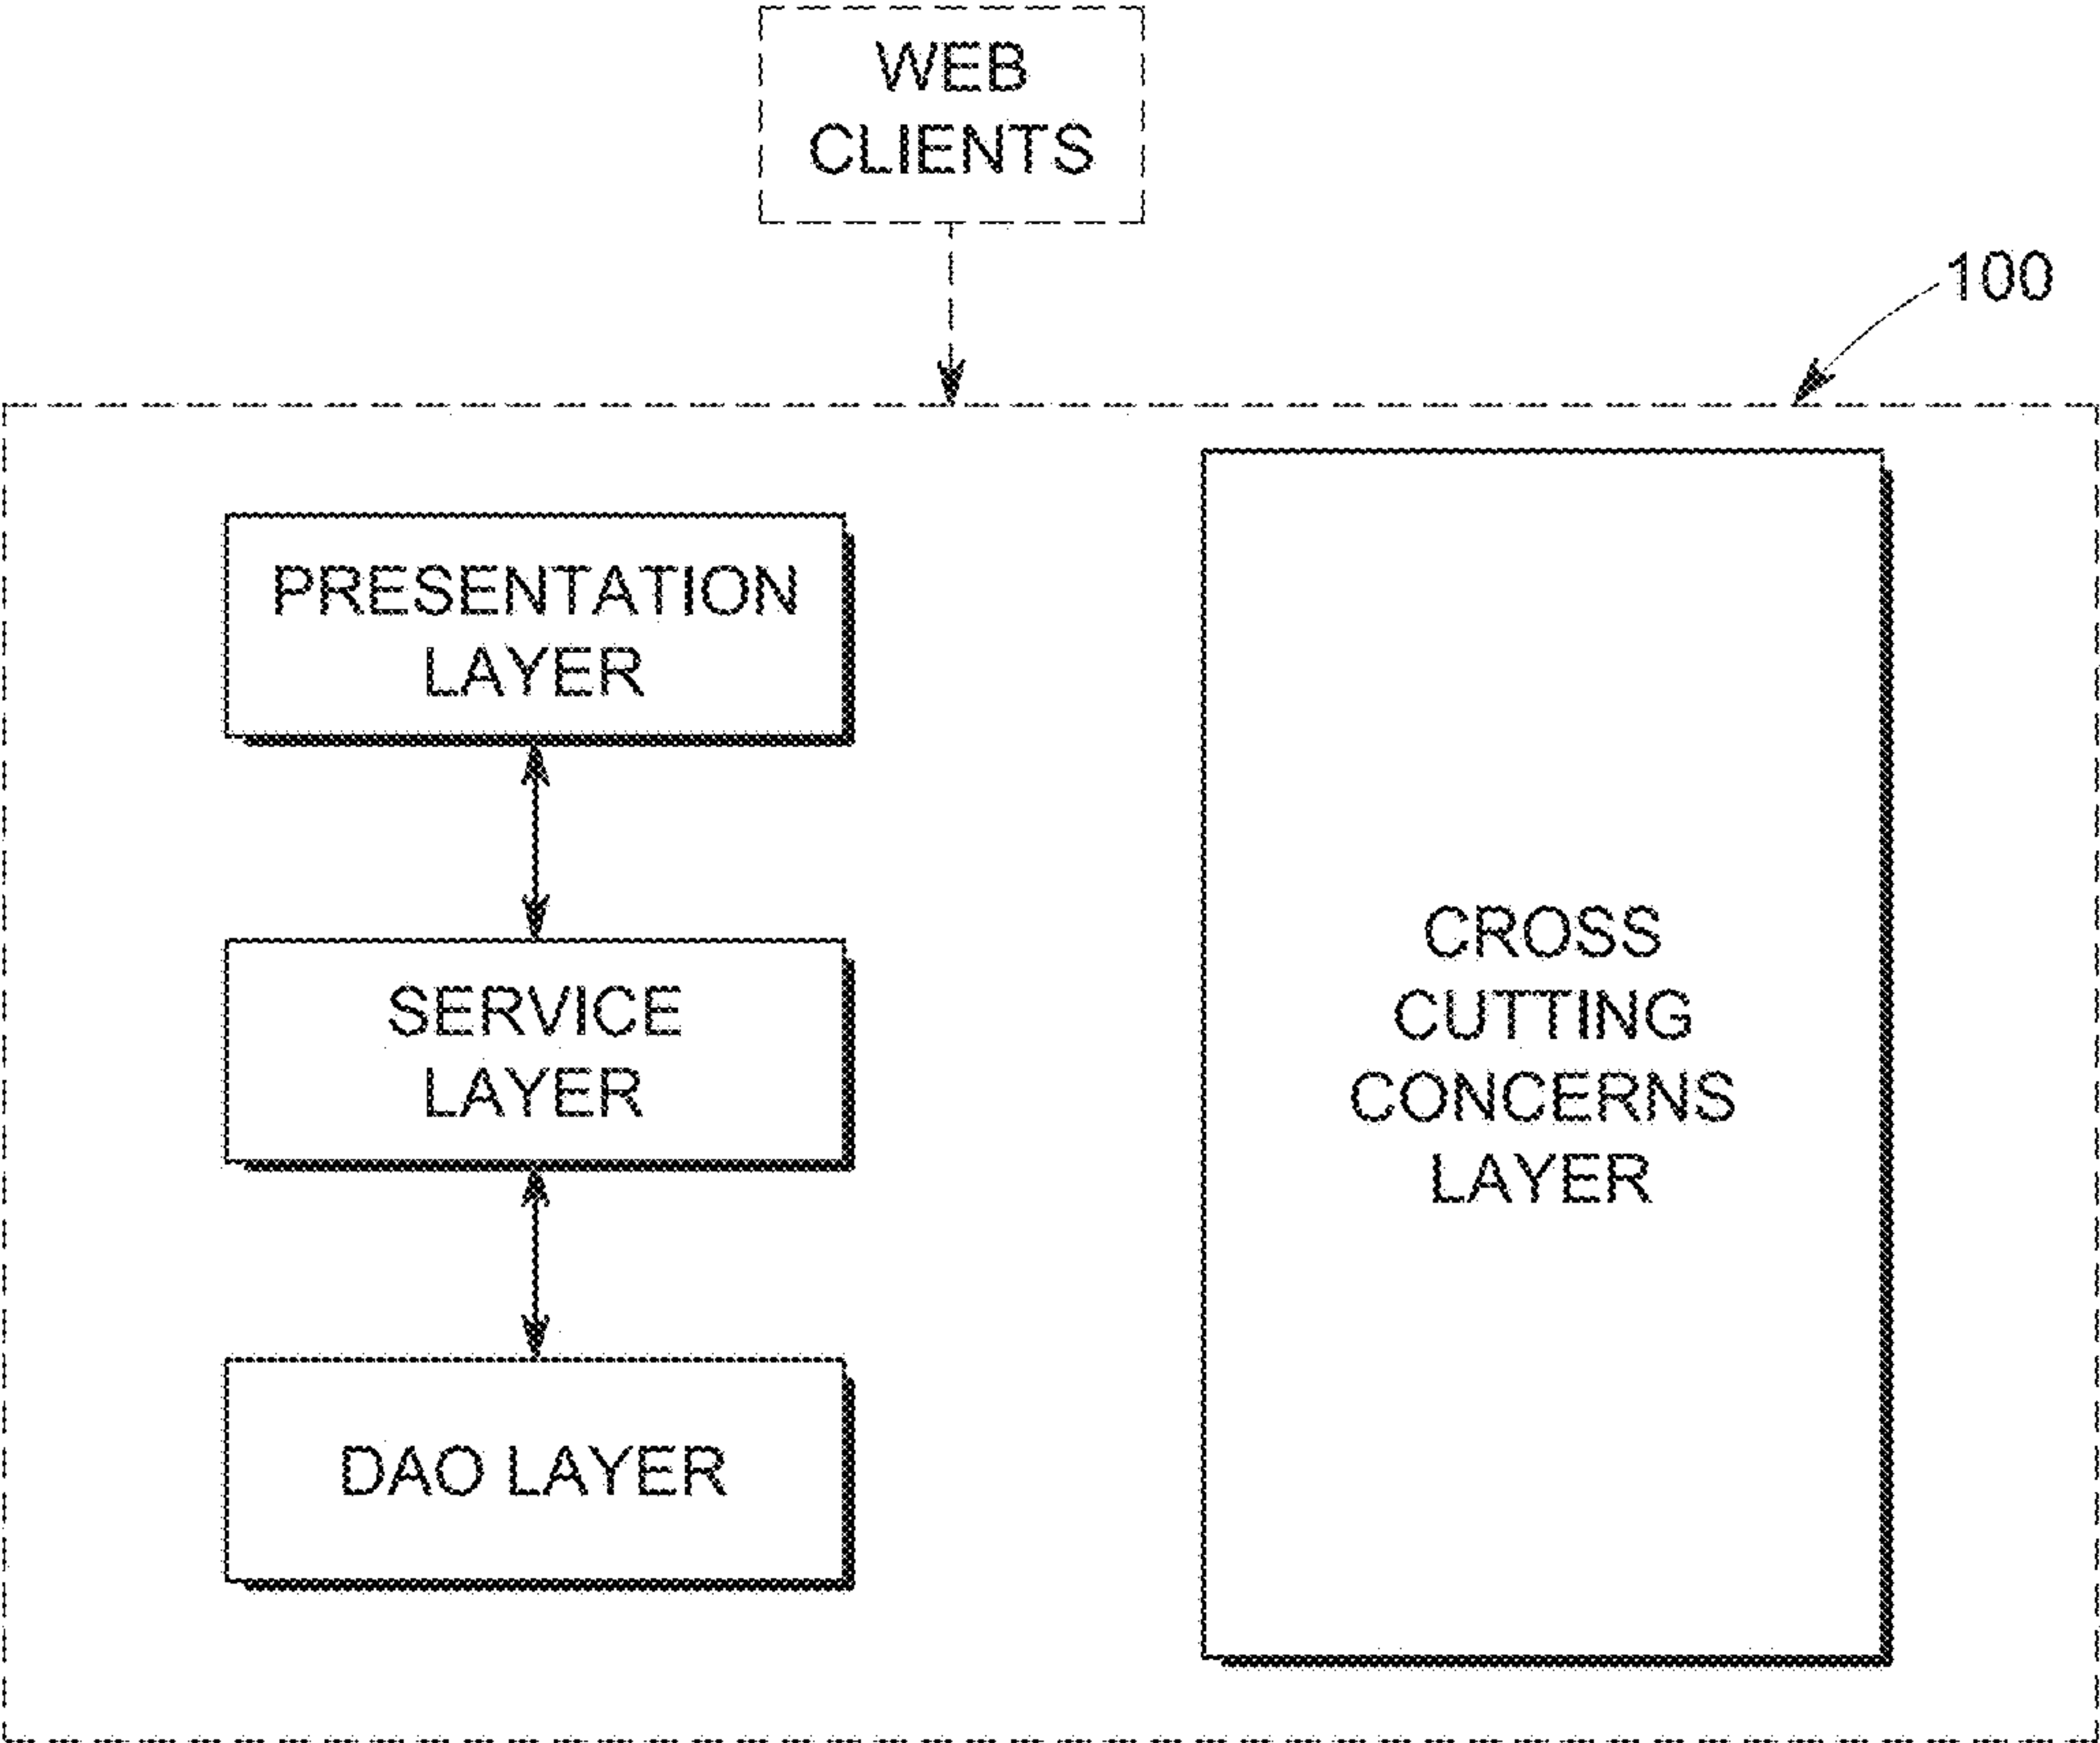 WEB
CLIENTS
100
PRESENTATION
LAYER
SERVICE
LAYER
DAO LAYER
CROSS
CUTTING
CONCERNS
LAYER